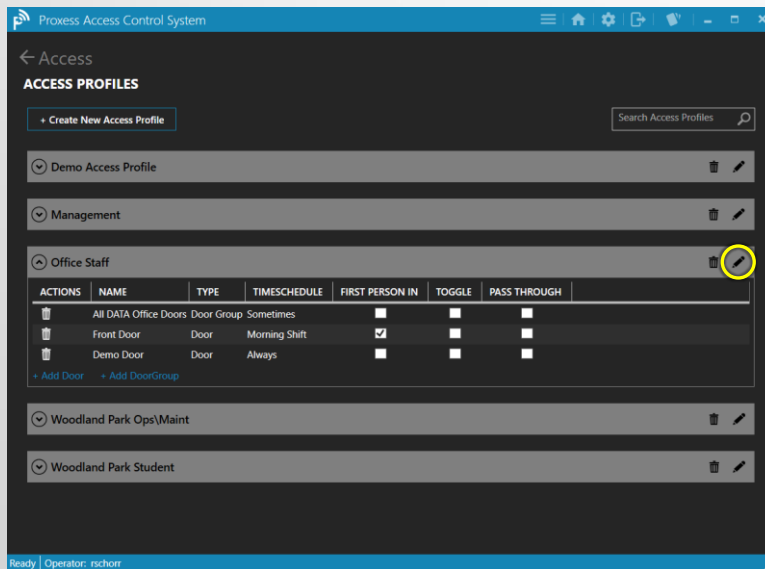 Proxess Access Control System
Access
ACCESS PROFILES
+ Create New Access Profile
Search Access Profiles
Demo Access Profile
Management
Office Staff
ACTIONS NAME TYPE TIMESCHEDULE FIRST PERSON IN TOGGLE PASS THROUGH
All DATA Office Doors Door Group Sometimes
Front Door Door Morning Shift
Demo Door Door Always
+ Add Door + Add DoorGroup
Woodland Park Ops\Maint
Woodland Park Student
Ready Operator: rschorr